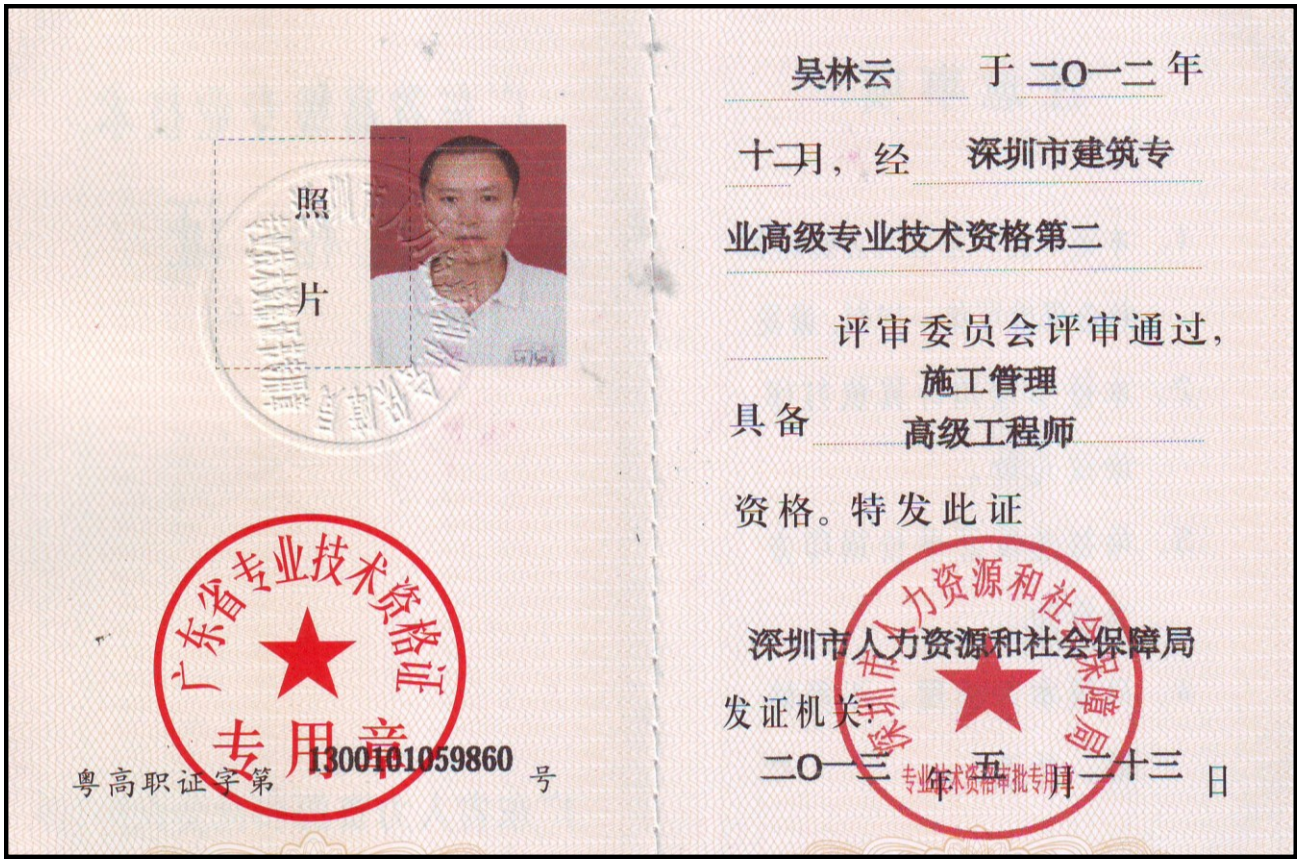 照
片
广东省专业技术资格证
专用章
粤高职证字第 1300101059860 号
吴林云 于 二〇一二 年
十二月，经 深圳市建筑专
业高级专业技术资格第二
评审委员会评审通过，
施工管理
具备
高级工程师
资格。特发此证
深圳市人力资源和社会保障局
深圳市人力资源和社会保障局
发证机关：
二〇一三 年 五 月 二十三 日
专业技术资格审批专用章